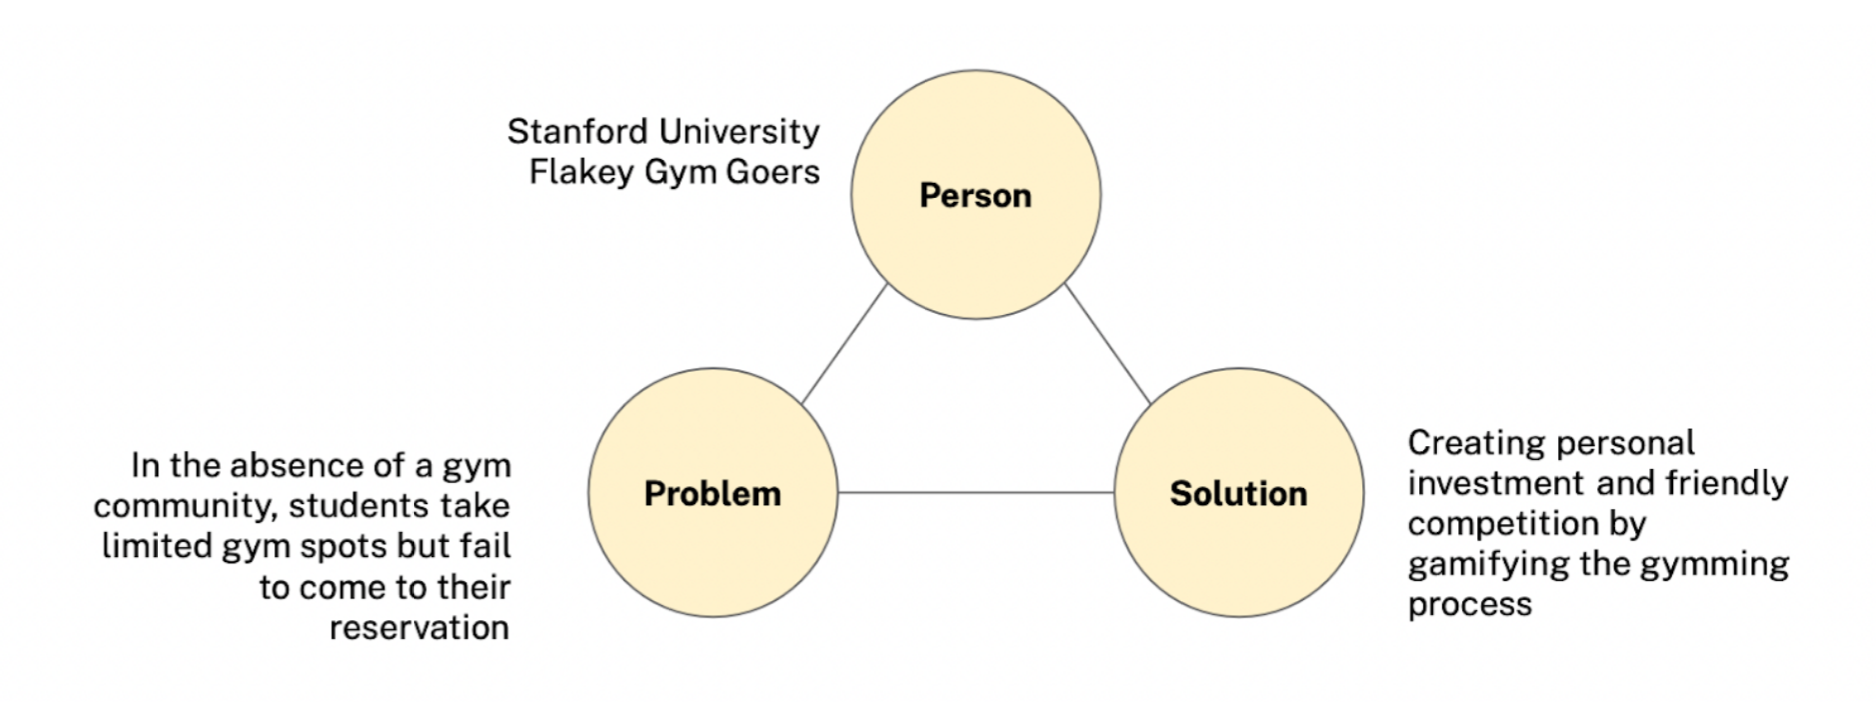 Stanford University
Flakey Gym Goers
Person
In the absence of a gym
community, students take
limited gym spots but fail
to come to their
reservation
Problem
Solution
Creating personal
investment and friendly
competition by
gamifying the gymming
process